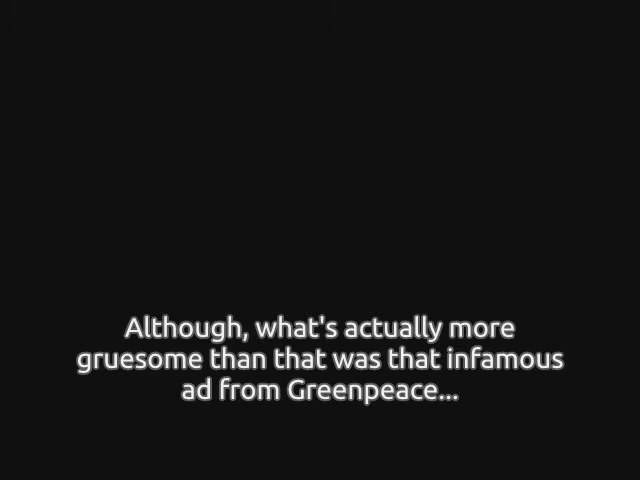 Although, what's actually more
gruesome than that was that infamous
ad from Greenpeace...